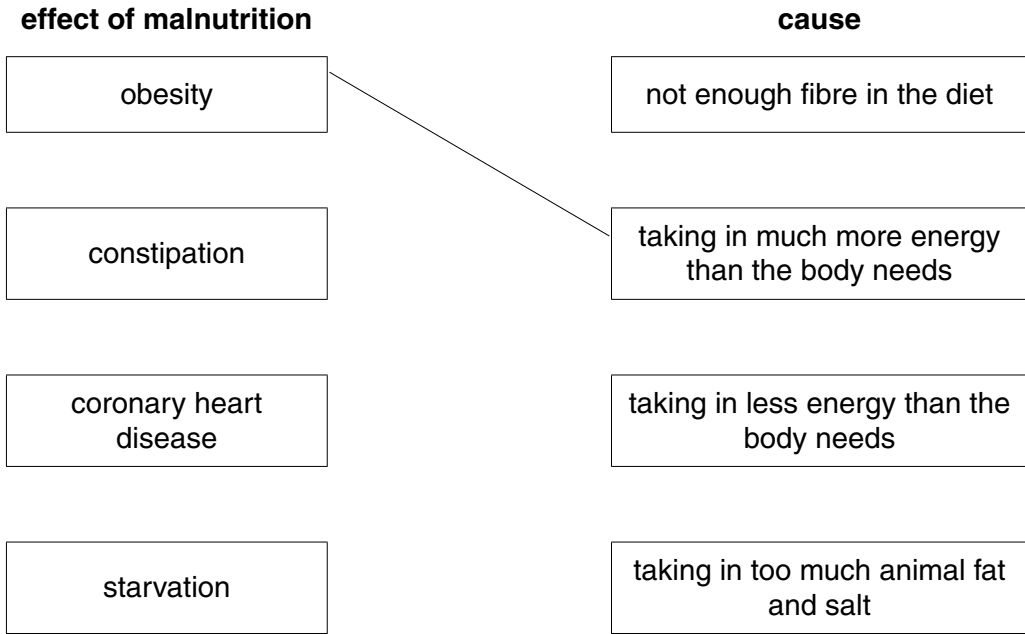 effect of malnutrition
cause
obesity
not enough fibre in the diet
constipation
taking in much more energy
than the body needs
coronary heart
disease
taking in less energy than the
body needs
starvation
taking in too much animal fat
and salt